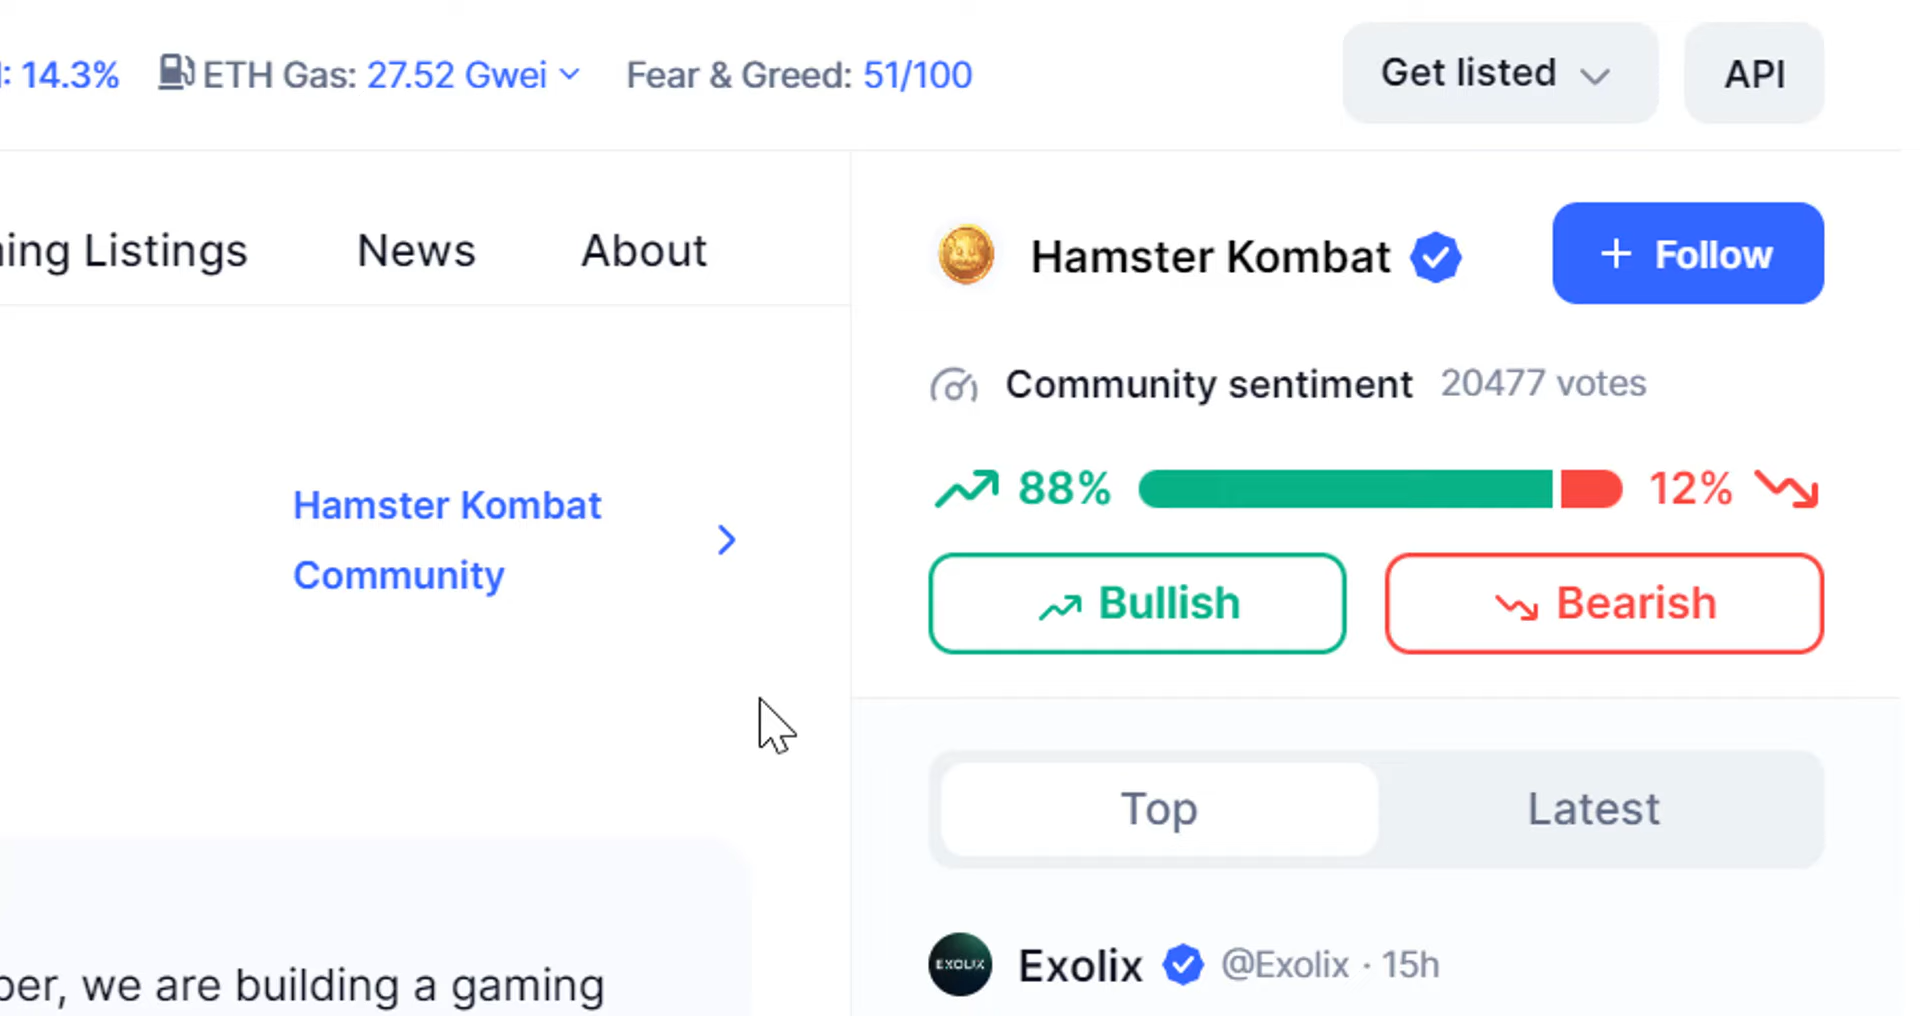 : 14.3% ETH Gas: 27.52 Gwei Fear & Greed: 51/100 Get listed API
Listings News About
Hamster Kombat + Follow
Community sentiment 20477 votes
88% 12%
Hamster Kombat
Community
Bullish Bearish
Top Latest
EXOLIX Exolix @Exolix · 15h
we are building a gaming